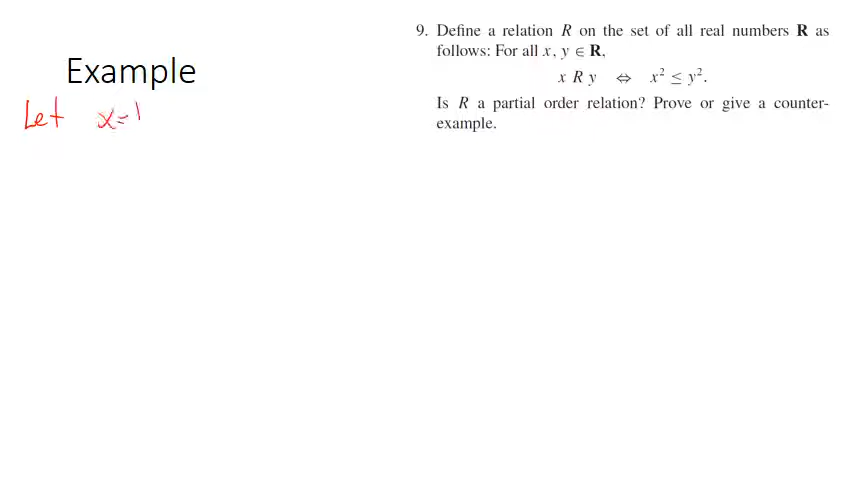 Example
Let x=1
9. Define a relation R on the set of all real numbers R as
follows: For all x, y ∈ R,
x R y ⇔ x² ≤ y².
Is R a partial order relation? Prove or give a counter-
example.